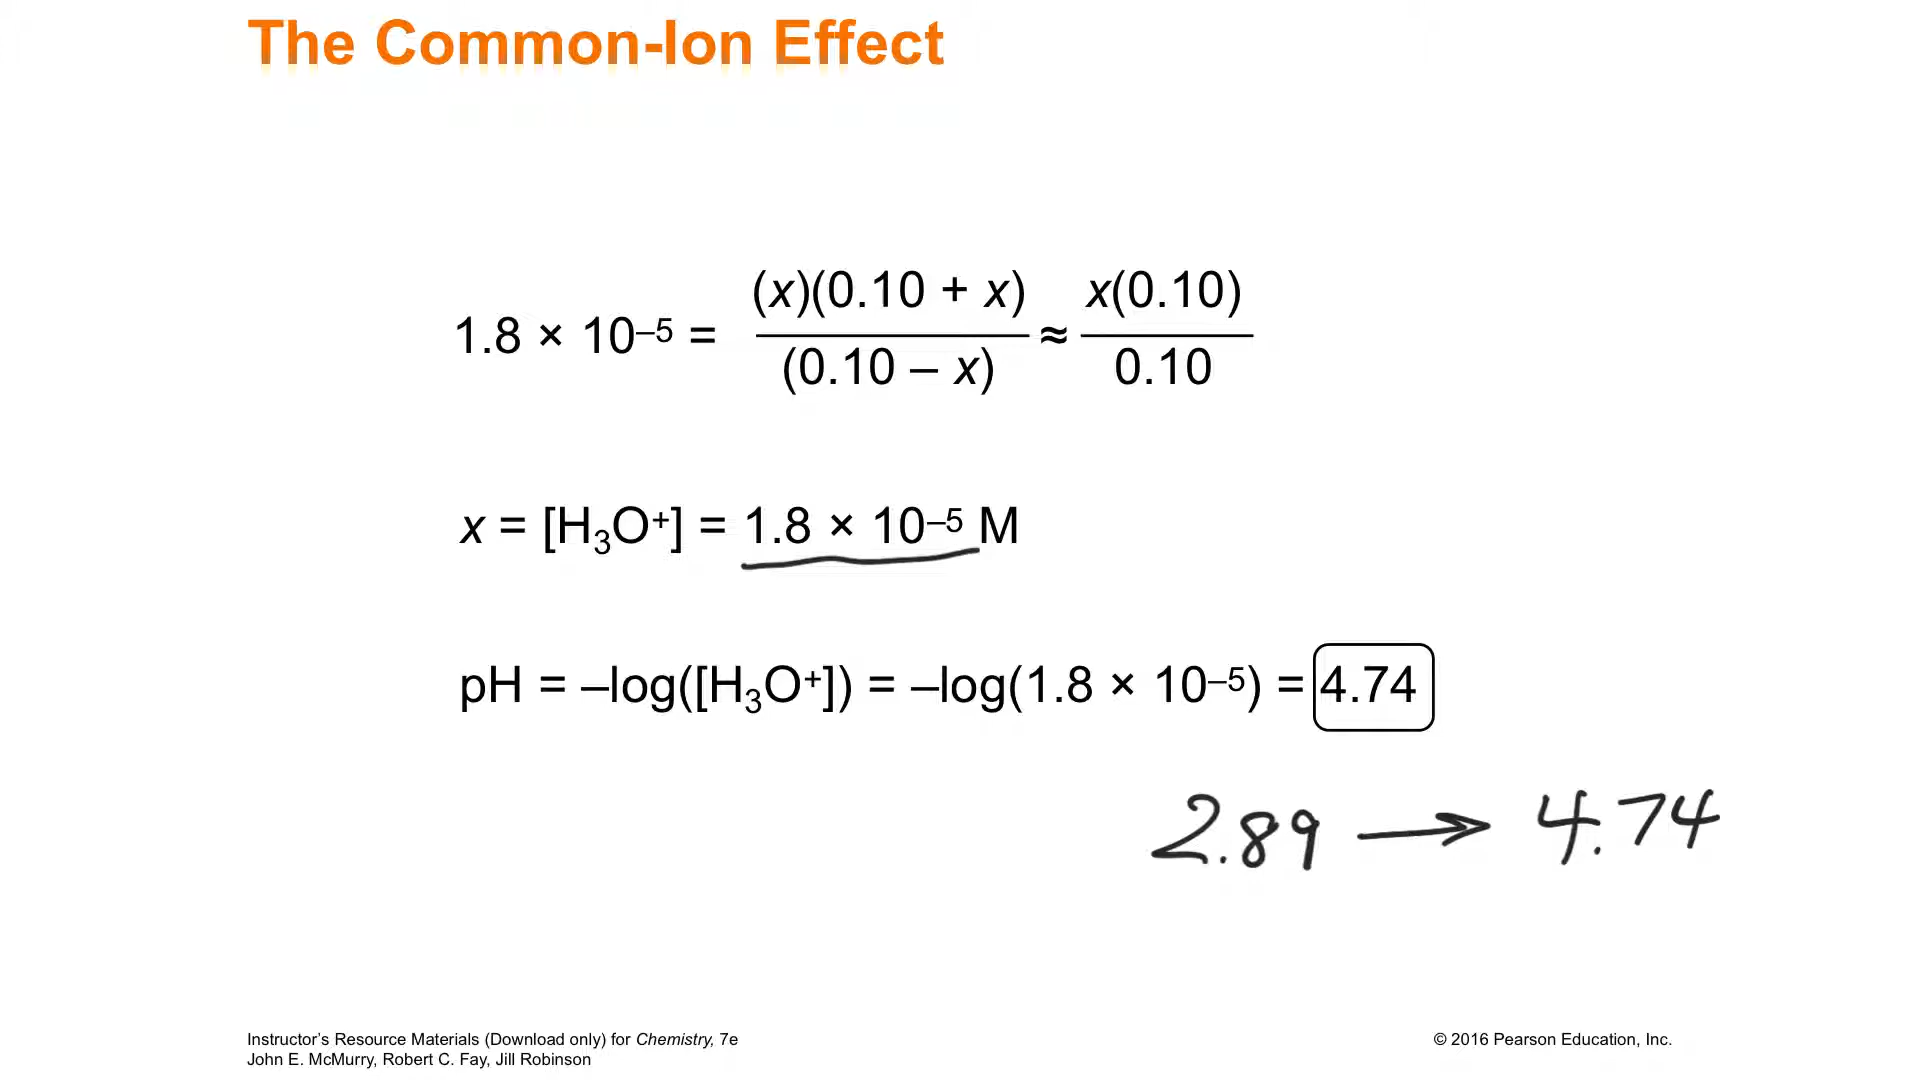 The Common-Ion Effect
1.8 × 10⁻⁵ = (x)(0.10 + x) / (0.10 – x) ≈ x(0.10) / 0.10
x = [H₃O⁺] = 1.8 × 10⁻⁵ M
pH = –log([H₃O⁺]) = –log(1.8 × 10⁻⁵) = 4.74
2.89 → 4.74
Instructor’s Resource Materials (Download only) for Chemistry, 7e
John E. McMurry, Robert C. Fay, Jill Robinson
© 2016 Pearson Education, Inc.